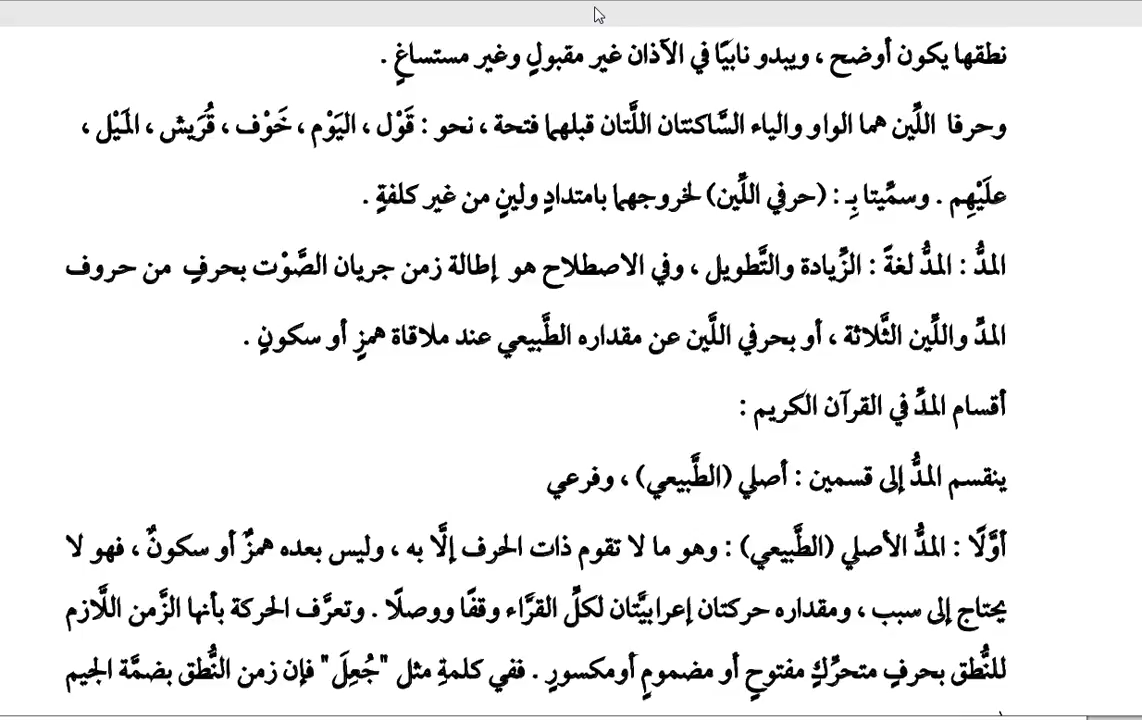 نطقها يكون أوضح ، ويبدو نابيًا في الآذان غير مقبولٍ وغير مستساغٍ .
وحرفا اللِّين هما الواو والياء السَّاكنتان اللَّتان قبلهما فتحة ، نحو : قَوْل ، اليَوْم ، خَوْف ، قُرَيش ، المَيْل ،
علَيْهِم . وسمِّيتا بِـ : (حرفي اللِّين) لخروجهما بامتدادٍ ولينٍ من غير كلفةٍ .
المدُّ : المدُّ لغةً : الزِّيادة والتَّطويل ، وفي الاصطلاح هو إطالة زمن جريان الصَّوْت بحرفٍ من حروف
المدِّ واللِّين الثَّلاثة ، أو بحرفي اللَّين عن مقداره الطَّبيعي عند ملاقاة همزٍ أو سكونٍ .
أقسام المدِّ في القرآن الكريم :
ينقسم المدُّ إلى قسمين : أصلي (الطَّبيعي) ، وفرعي
أوَّلًا : المدُّ الأصلي (الطَّبيعي) : وهو ما لا تقوم ذات الحرف إلَّا به ، وليس بعده همزٌ أو سكونٌ ، فهو لا
يحتاج إلى سبب ، ومقداره حركتان إعرابيَّتان لكلِّ القرَّاء وقفًا ووصلًا . وتعرَّف الحركة بأنها الزَّمن اللَّازم
للنُّطق بحرفٍ متحرِّكٍ مفتوحٍ أو مضمومٍ أومكسورٍ . ففي كلمةِ مثل "جُعِلَ" فإن زمن النُّطق بضمَّة الجيم